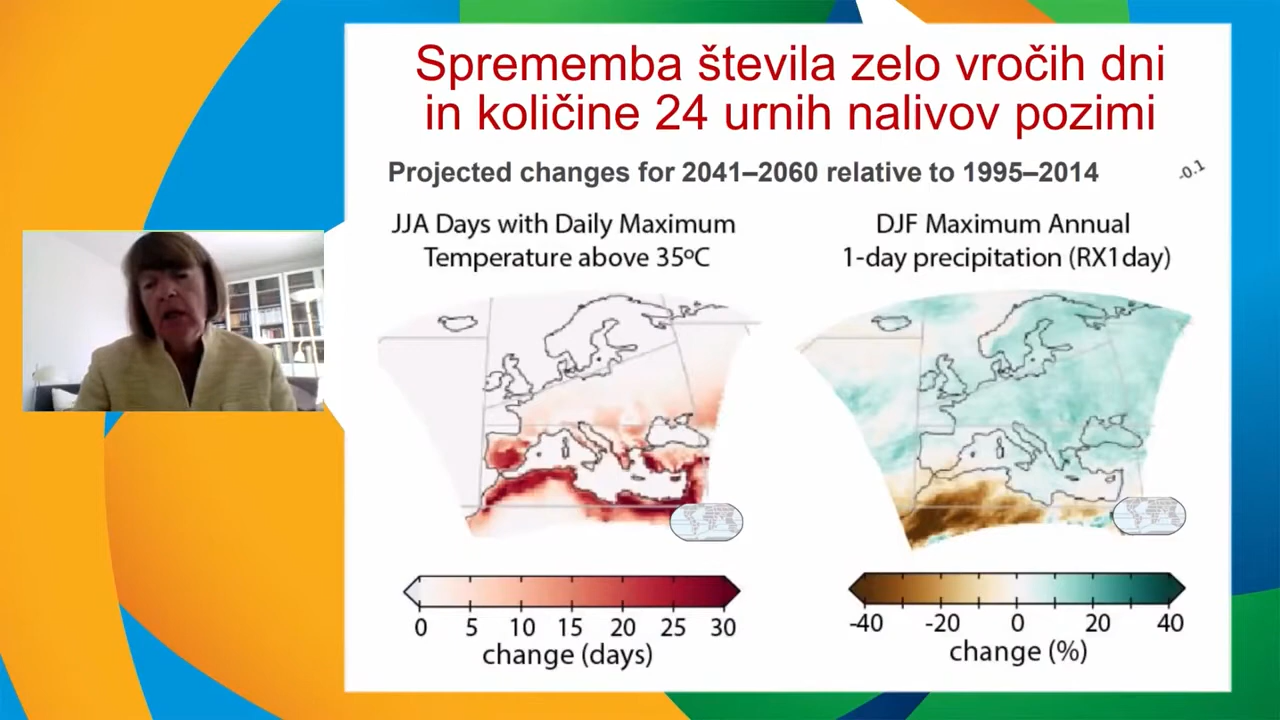 Sprememba števila zelo vročih dni
in količine 24 urnih nalivov pozimi
Projected changes for 2041–2060 relative to 1995–2014
-0.1
JJA Days with Daily Maximum
Temperature above 35ºC
DJF Maximum Annual
1-day precipitation (RX1day)
0 5 10 15 20 25 30
change (days)
-40 -20 0 20 40
change (%)